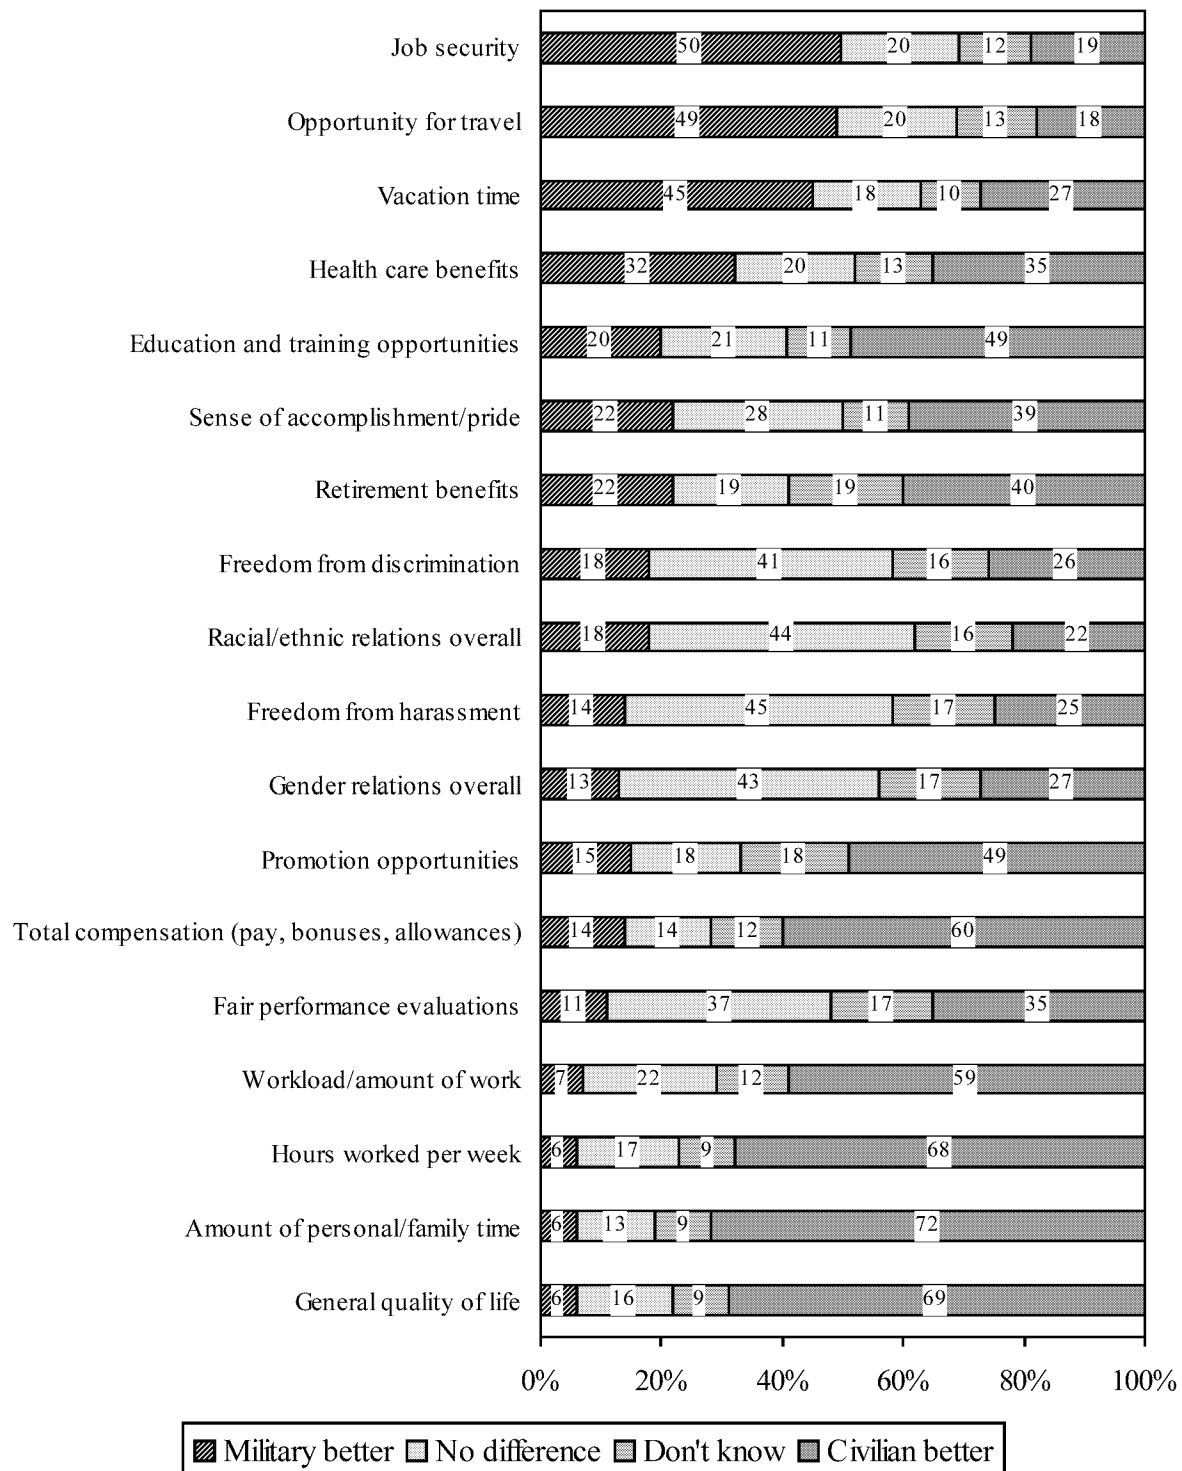 Job security 50 20 12 19
Opportunity for travel 49 20 13 18
Vacation time 45 18 10 27
Health care benefits 32 20 13 35
Education and training opportunities 20 21 11 49
Sense of accomplishment/pride 22 28 11 39
Retirement benefits 22 19 19 40
Freedom from discrimination 18 41 16 26
Racial/ethnic relations overall 18 44 16 22
Freedom from harassment 14 45 17 25
Gender relations overall 13 43 17 27
Promotion opportunities 15 18 18 49
Total compensation (pay, bonuses, allowances) 14 14 12 60
Fair performance evaluations 11 37 17 35
Workload/amount of work 7 22 12 59
Hours worked per week 6 17 9 68
Amount of personal/family time 6 13 9 72
General quality of life 6 16 9 69
0% 20% 40% 60% 80% 100%
Military better No difference Don't know Civilian better